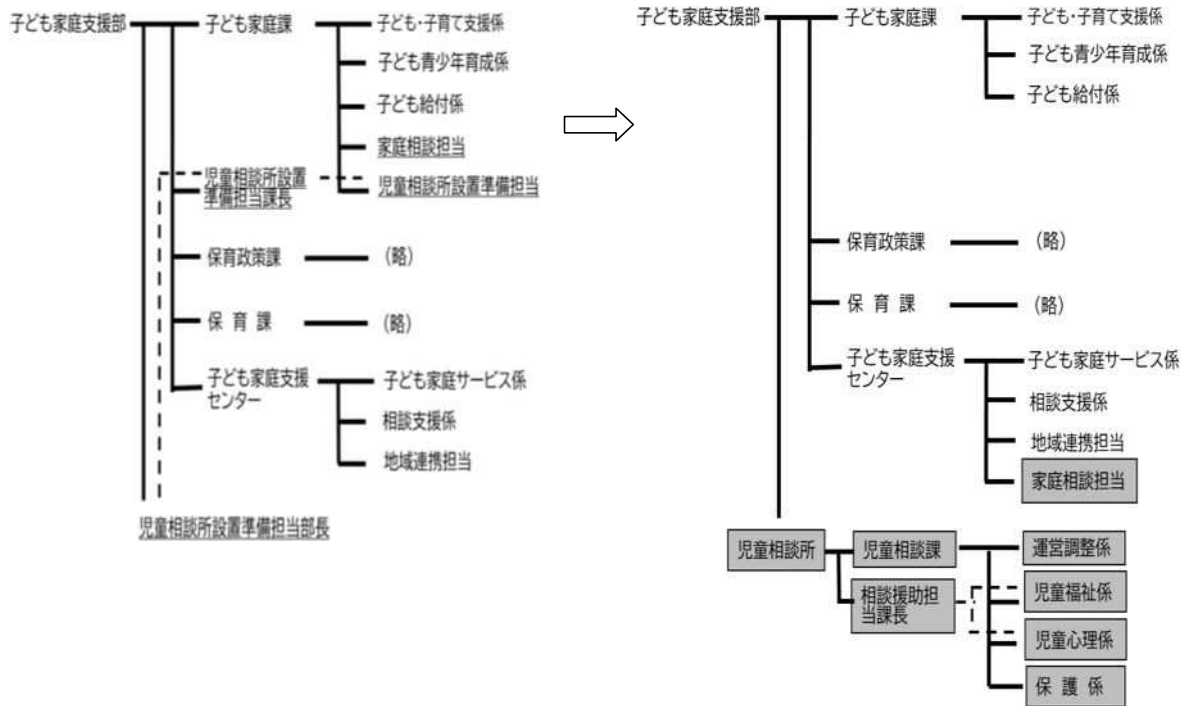 子ども家庭支援部
子ども家庭課
子ども・子育て支援係
子ども青少年育成係
子ども給付係
家庭相談担当
児童相談所設置
準備担当課長
児童相談所設置準備担当
保育政策課
(略)
保 育 課
(略)
子ども家庭支援
センター
子ども家庭サービス係
相談支援係
地域連携担当
児童相談所設置準備担当部長
子ども家庭支援部
子ども家庭課
子ども・子育て支援係
子ども青少年育成係
子ども給付係
保育政策課
(略)
保 育 課
(略)
子ども家庭支援
センター
子ども家庭サービス係
相談支援係
地域連携担当
家庭相談担当
児童相談所
児童相談課
運営調整係
相談援助担
当課長
児童福祉係
児童心理係
保 護 係